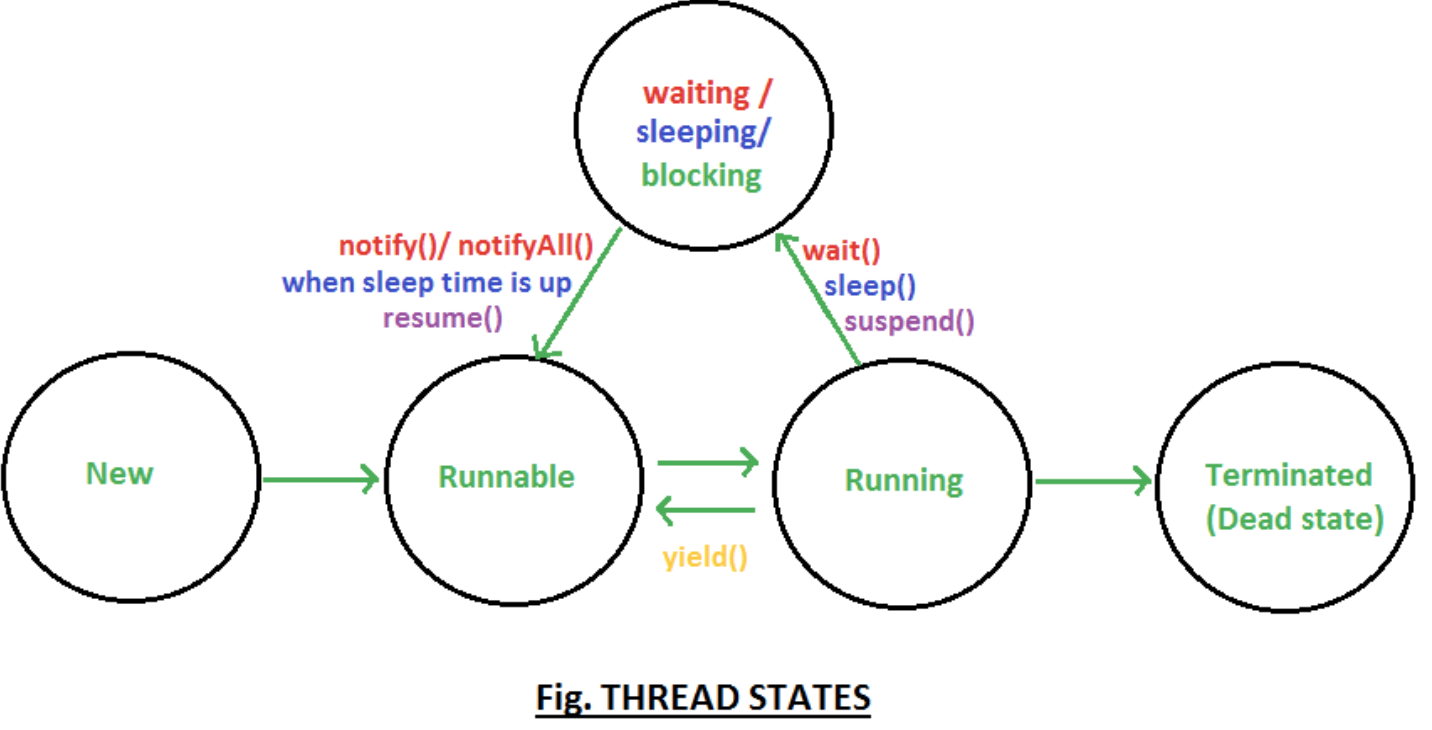 waiting /
sleeping/
blocking
notify()/ notifyAll()
when sleep time is up
resume()
wait()
sleep()
suspend()
New
Runnable
Running
Terminated
(Dead state)
yield()
Fig. THREAD STATES